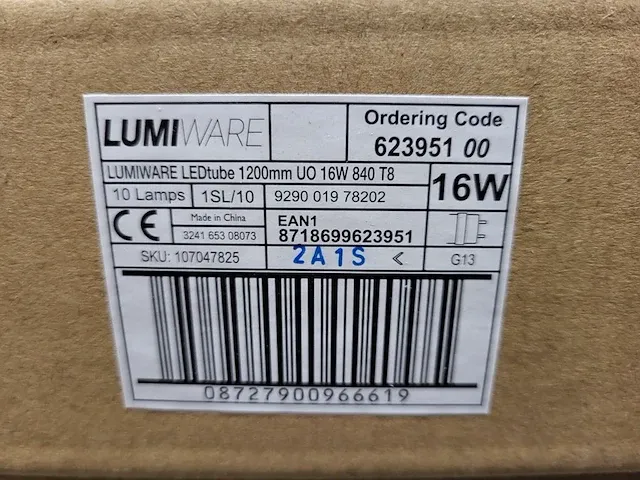 LUMIWARE
Ordering Code
623951 00
LUMIWARE LEDtube 1200mm UO 16W 840 T8
16W
10 Lamps
1SL/10
9290 019 78202
CE
Made in China
3241 653 08073
EAN1
8718699623951
SKU: 107047825
2A1S <
G13
08727900966619